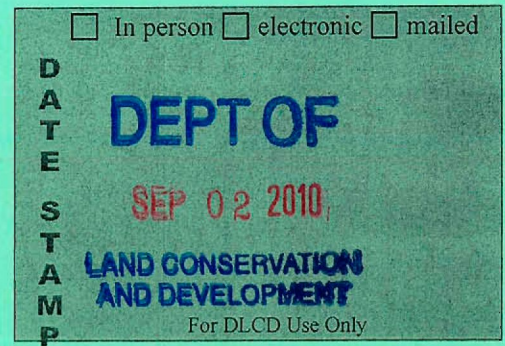 ☐ In person ☐ electronic ☐ mailed
DATE STAMP
DEPT OF
SEP 02 2010
LAND CONSERVATION
AND DEVELOPMENT
For DLCD Use Only